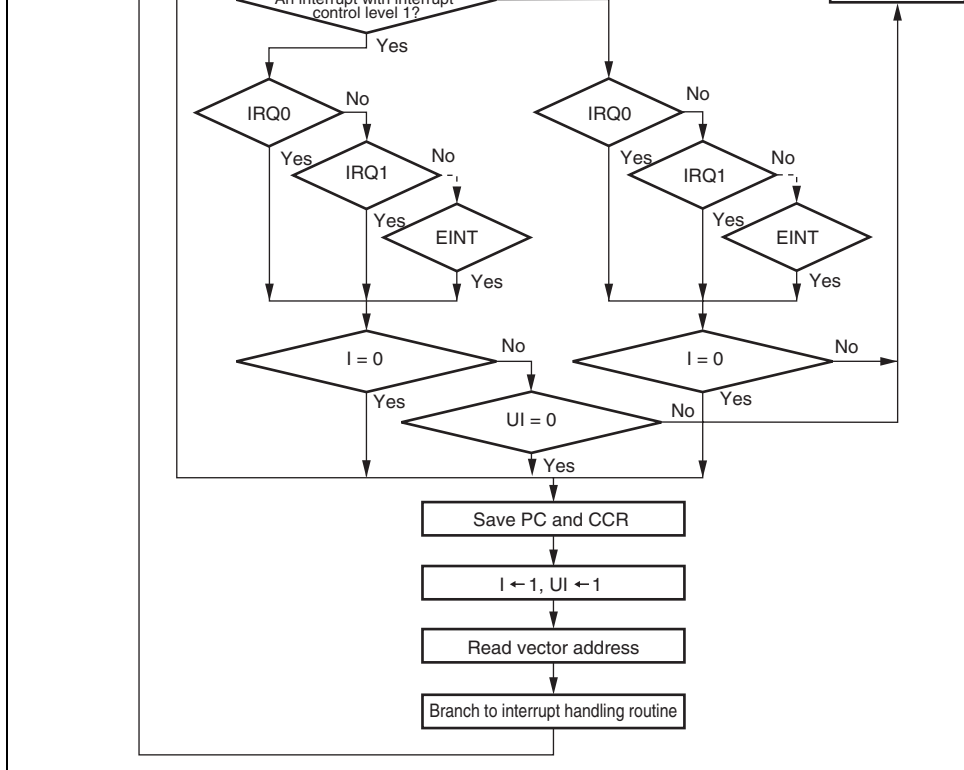 An interrupt with interrupt
control level 1?
Yes
IRQ0
No
IRQ0
No
Yes
IRQ1
No
Yes
IRQ1
No
Yes
EINT
Yes
EINT
Yes
Yes
I = 0
No
I = 0
No
Yes
UI = 0
No
Yes
Yes
Save PC and CCR
I ← 1, UI ← 1
Read vector address
Branch to interrupt handling routine